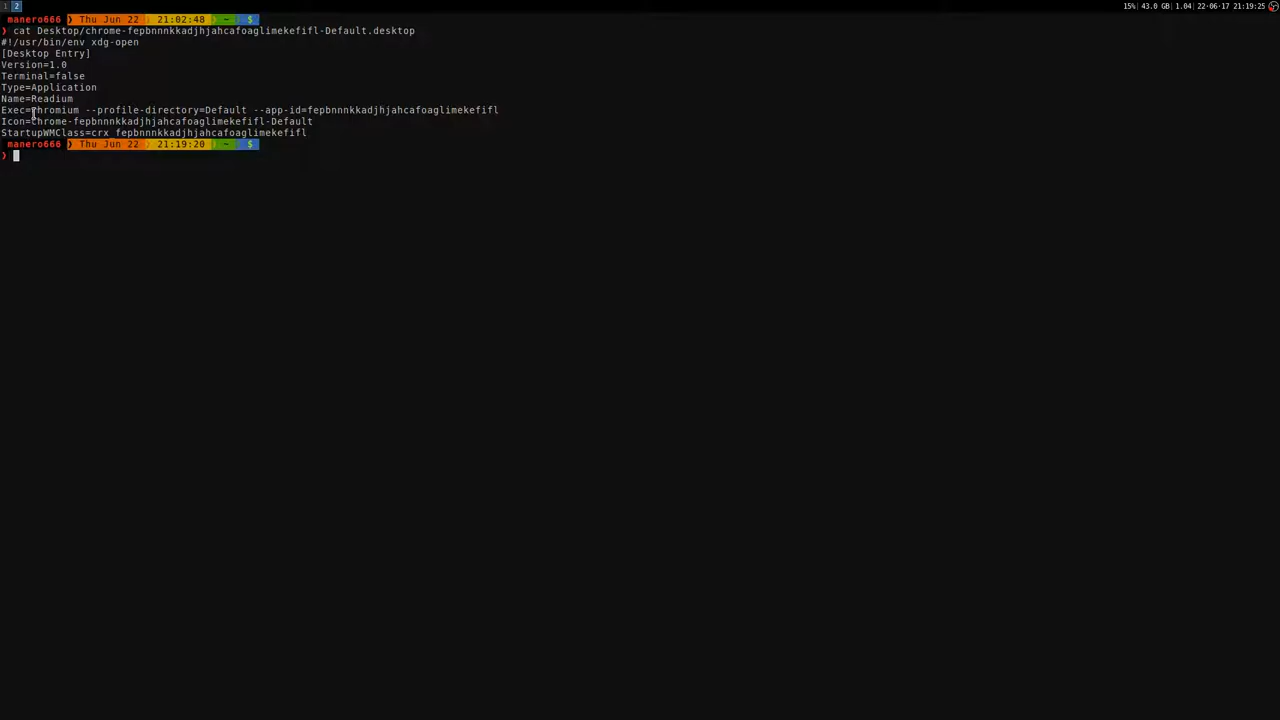 1 2 15% 43.0 GB 1.04 22-06-17 21:19:25
manero666 ❯ Thu Jun 22 ❯ 21:02:48 ❯ ~ ❯ $
❯ cat Desktop/chrome-fepbnnnkkadjhjahcafoaglimekefifl-Default.desktop
#!/usr/bin/env xdg-open
[Desktop Entry]
Version=1.0
Terminal=false
Type=Application
Name=Readium
Exec=chromium --profile-directory=Default --app-id=fepbnnnkkadjhjahcafoaglimekefifl
Icon=chrome-fepbnnnkkadjhjahcafoaglimekefifl-Default
StartupWMClass=crx_fepbnnnkkadjhjahcafoaglimekefifl
manero666 ❯ Thu Jun 22 ❯ 21:19:20 ❯ ~ ❯ $
❯